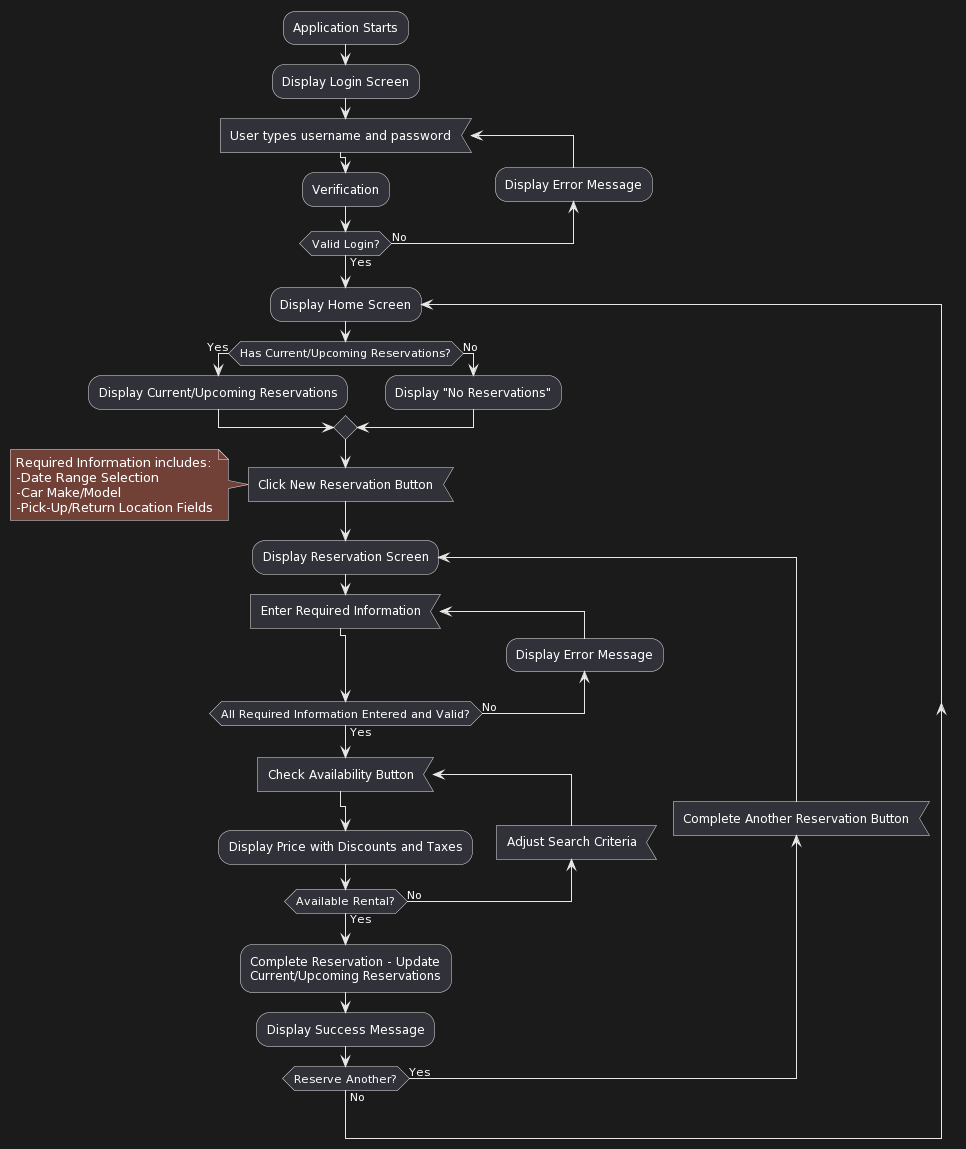 Application Starts
Display Login Screen
User types username and password
Display Error Message
Verification
Valid Login?
No
Yes
Display Home Screen
Yes
Has Current/Upcoming Reservations?
No
Display Current/Upcoming Reservations
Display "No Reservations"
Required Information includes:
-Date Range Selection
-Car Make/Model
-Pick-Up/Return Location Fields
Click New Reservation Button
Display Reservation Screen
Enter Required Information
Display Error Message
All Required Information Entered and Valid?
No
Yes
Check Availability Button
Complete Another Reservation Button
Adjust Search Criteria
Display Price with Discounts and Taxes
Available Rental?
No
Yes
Complete Reservation - Update
Current/Upcoming Reservations
Display Success Message
Reserve Another?
Yes
No